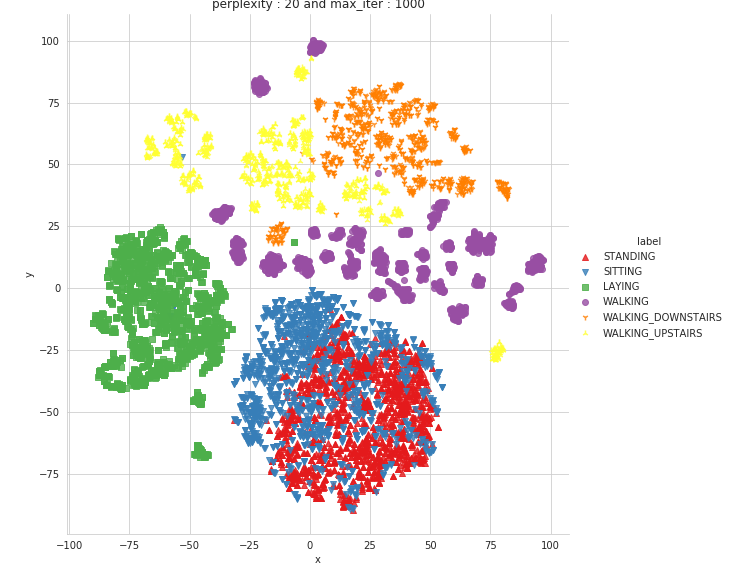 perplexity : 20 and max_iter : 1000
100
75
50
25
0
−25
−50
−75
y
−100
−75
−50
−25
0
25
50
75
100
x
label
STANDING
SITTING
LAYING
WALKING
WALKING_DOWNSTAIRS
WALKING_UPSTAIRS